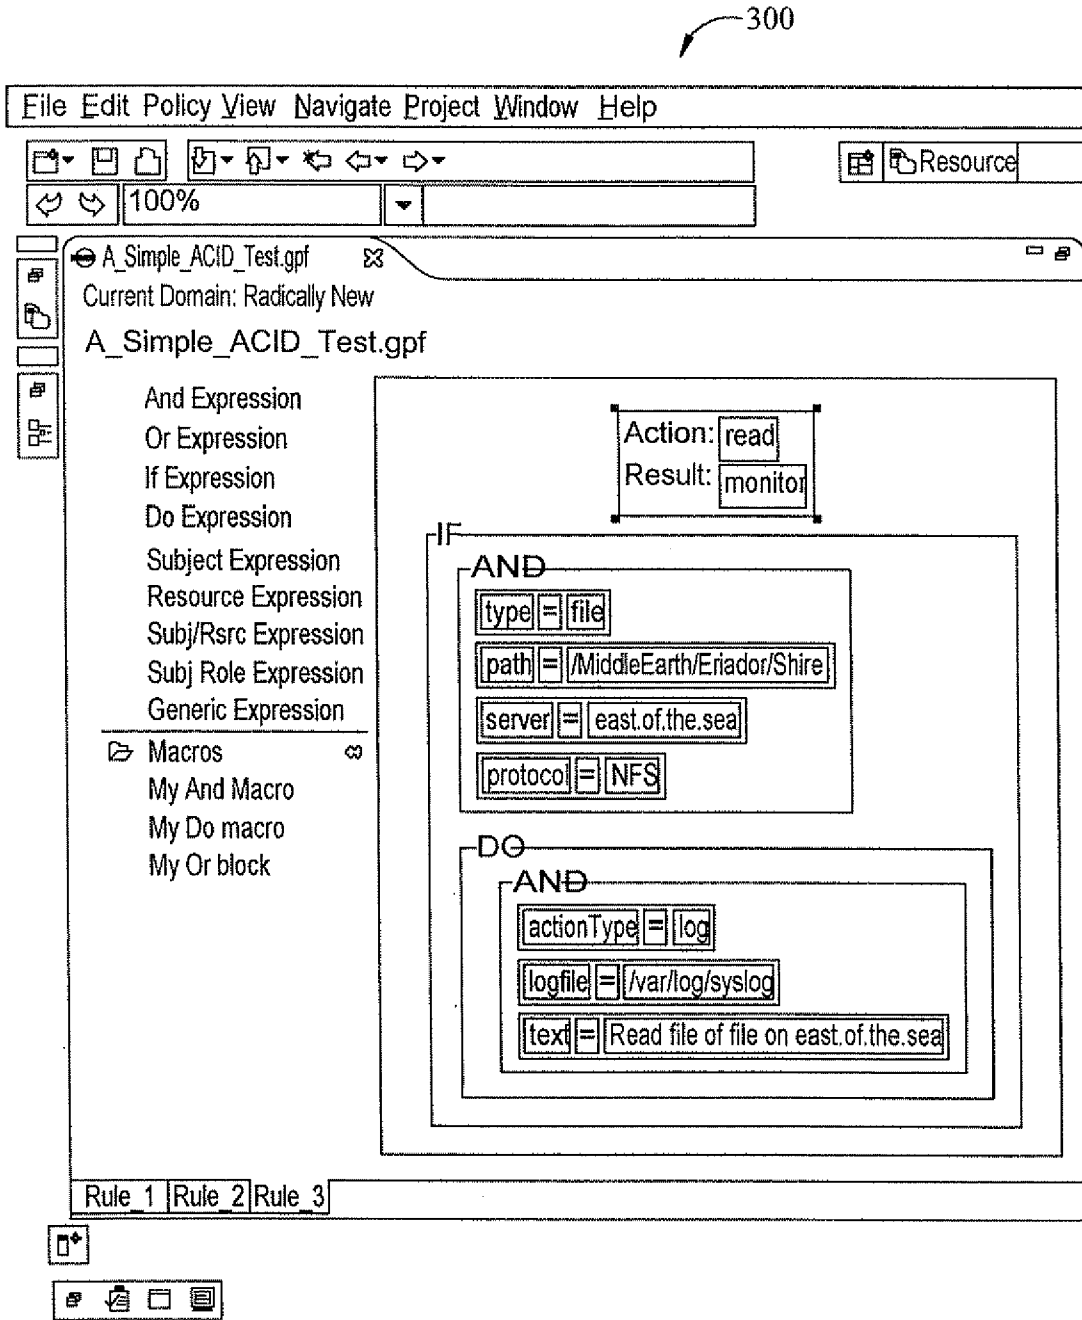 300
File Edit Policy View Navigate Project Window Help
Resource
100%
A_Simple_ACID_Test.gpf
Current Domain: Radically New
A_Simple_ACID_Test.gpf
And Expression
Or Expression
If Expression
Do Expression
Subject Expression
Resource Expression
Subj/Rsrc Expression
Subj Role Expression
Generic Expression
Macros
My And Macro
My Do macro
My Or block
Action: read
Result: monitor
IF
AND
type = file
path = /MiddleEarth/Eriador/Shire
server = east.of.the.sea
protocol = NFS
DO
AND
actionType = log
logfile = /var/log/syslog
text = Read file of file on east.of.the.sea
Rule_1 Rule_2 Rule_3